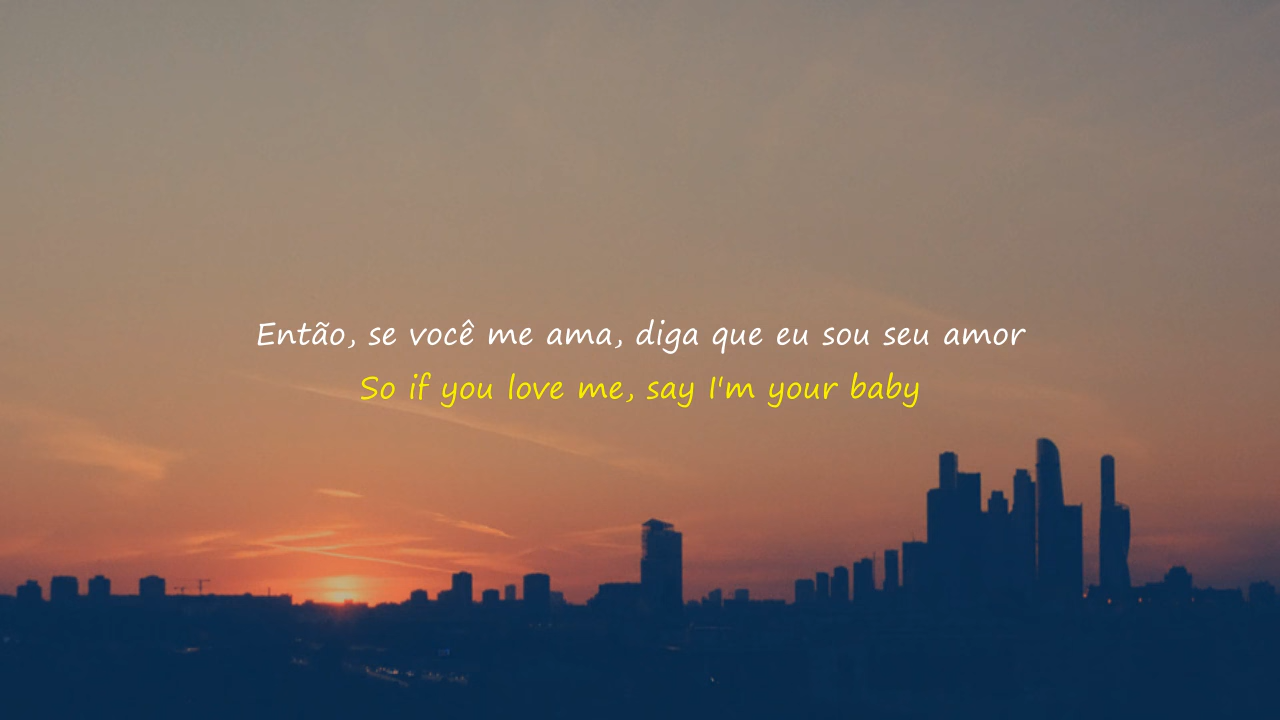 Então, se você me ama, diga que eu sou seu amor
So if you love me, say I'm your baby